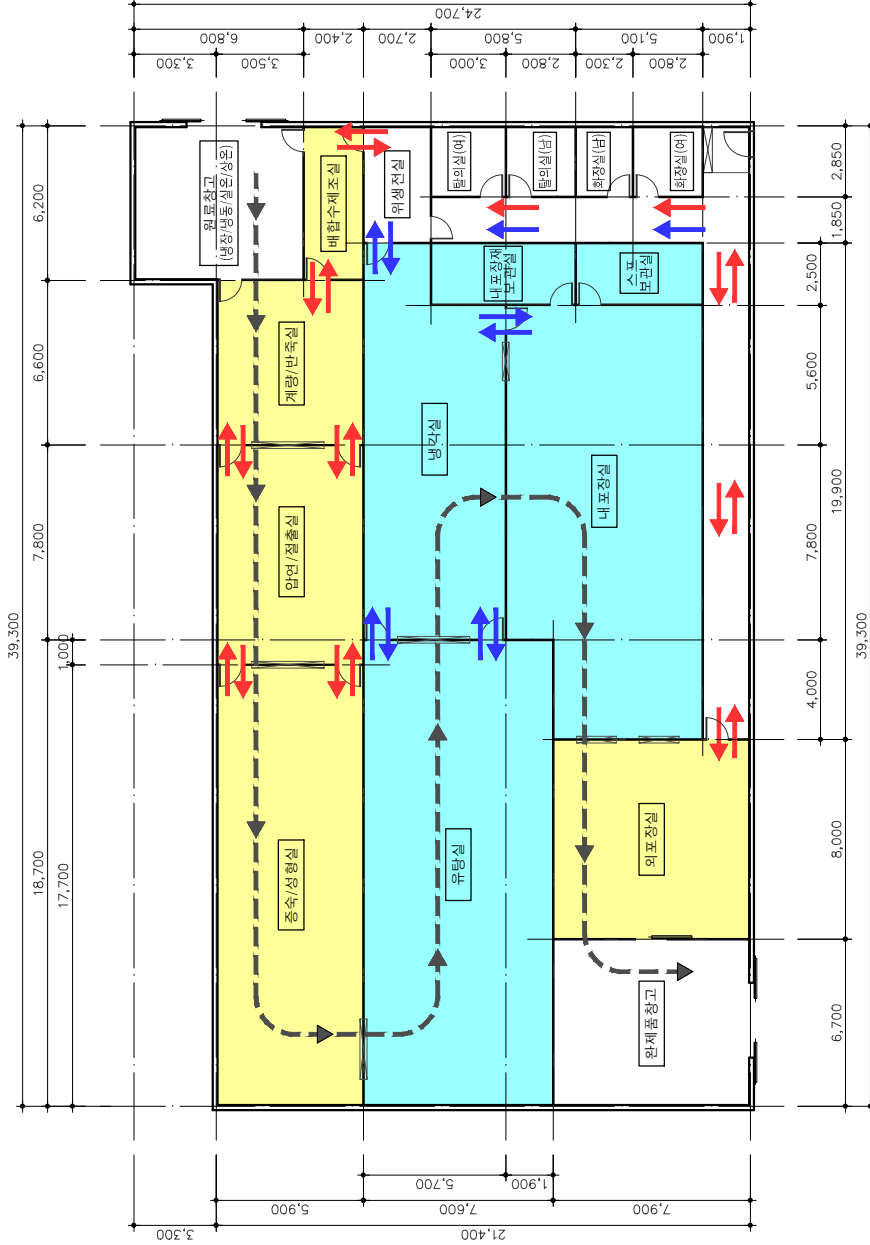 24,700
6,800
2,400
2,700
5,800
5,100
1,900
3,300
3,500
3,000
2,800
2,300
2,800
원료창고
(냉장/냉동/실온/상온)
배합수제조실
위생전실
탈의실(여)
탈의실(남)
화장실(남)
화장실(여)
내포장재
보관실
스프
보관실
계량/반죽실
냉각실
내포장실
압연/절출실
증숙/성형실
유탕실
외포장실
완제품창고
39,300
6,200
6,600
7,800
1,000
18,700
17,700
2,850
1,850
2,500
5,600
19,900
7,800
4,000
8,000
6,700
39,300
5,700
1,900
5,900
7,600
7,900
3,300
21,400